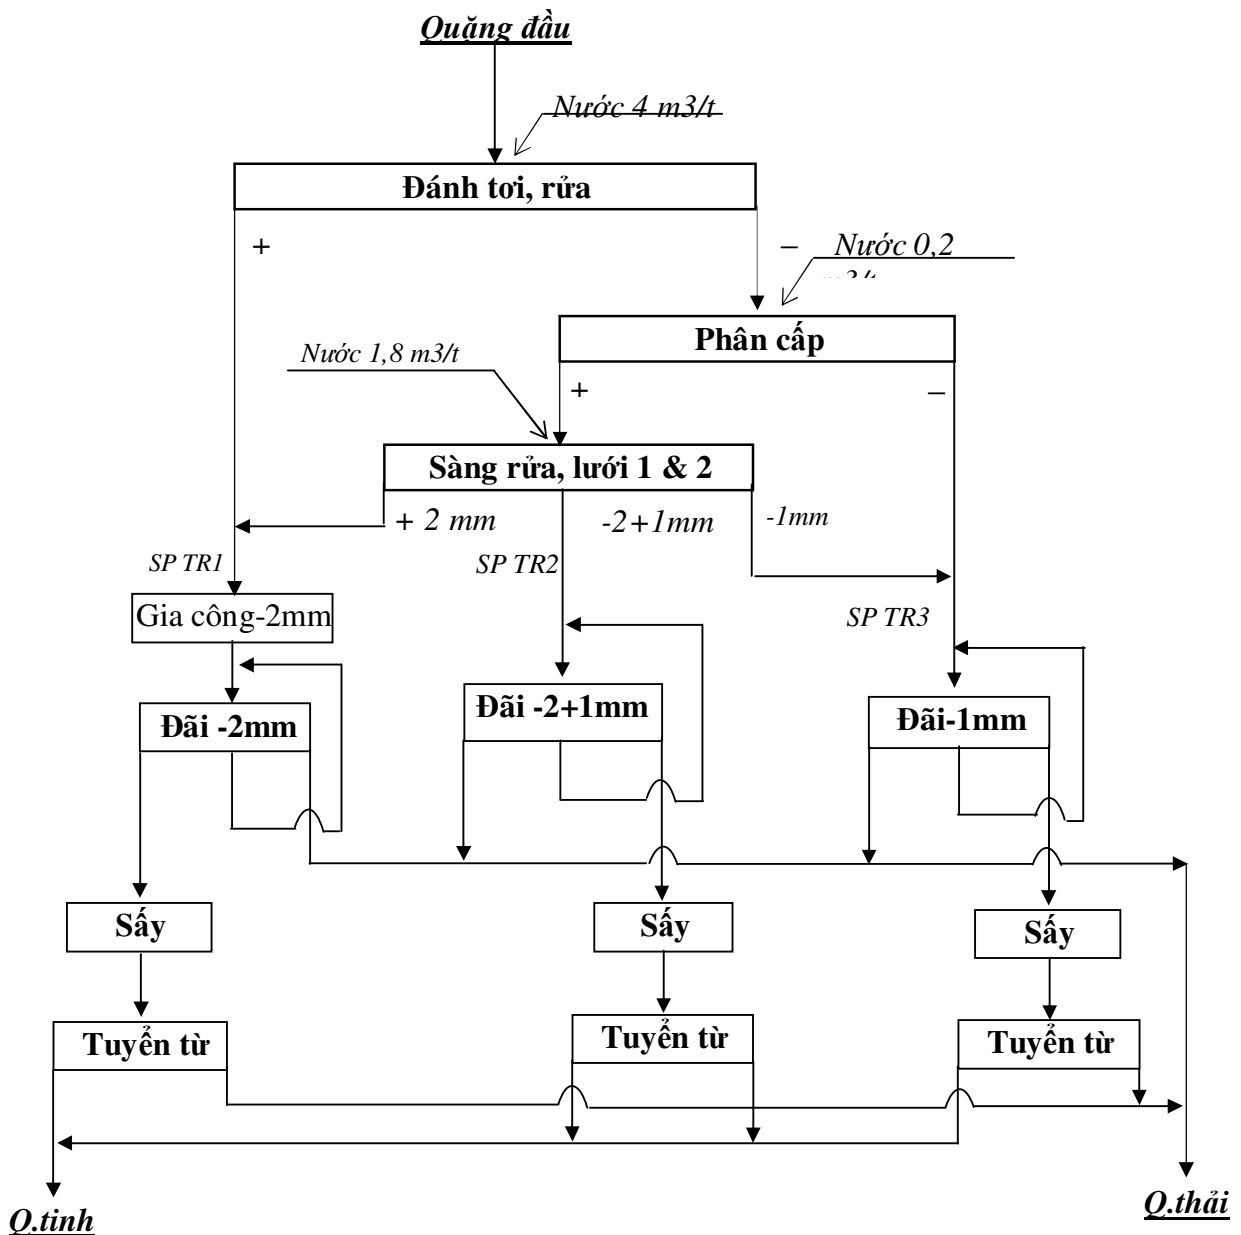 Quặng đầu
Nước 4 m3/t
Đánh tơi, rửa
+
–
Nước 0,2
Phân cấp
Nước 1,8 m3/t
+
–
Sàng rửa, lưới 1 & 2
+ 2 mm
-2+1mm
-1mm
SP TR1
SP TR2
SP TR3
Gia công-2mm
Đãi -2mm
Đãi -2+1mm
Đãi-1mm
Sấy
Sấy
Sấy
Tuyển từ
Tuyển từ
Tuyển từ
Q.tinh
Q.thải